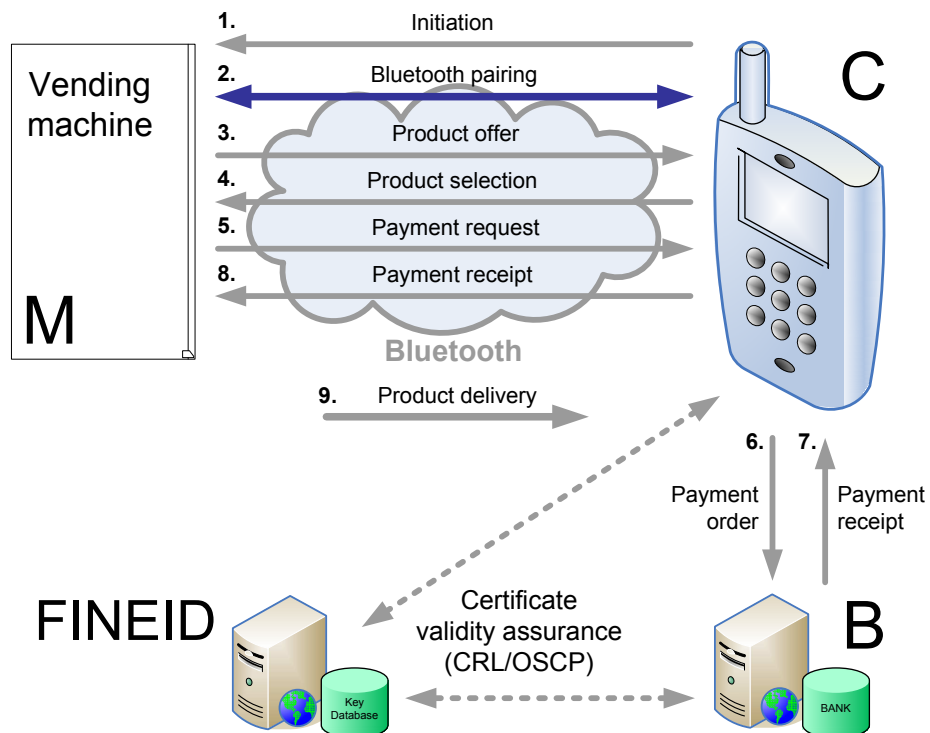 1.
Initiation
C
Vending
machine
2.
Bluetooth pairing
3.
Product offer
4.
Product selection
5.
Payment request
8.
Payment receipt
M
Bluetooth
9.
Product delivery
6.
7.
Payment
order
Payment
receipt
FINEID
Certificate
validity assurance
(CRL/OSCP)
B
Key
Database
BANK